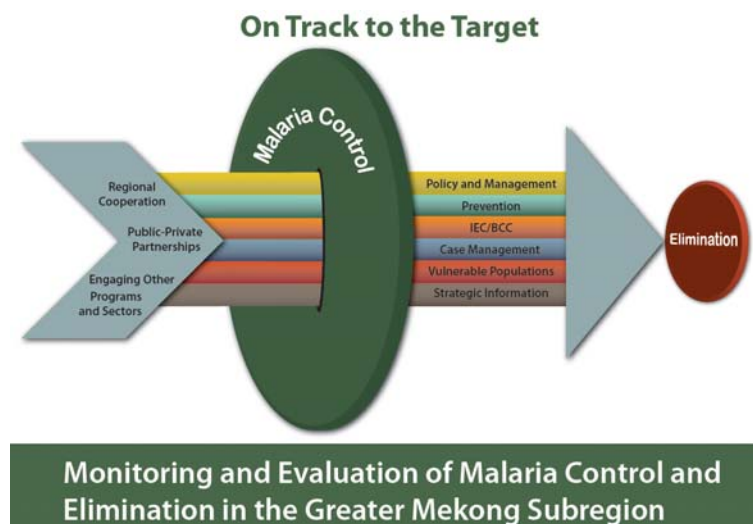 On Track to the Target
Malaria Control
Regional
Cooperation
Public-Private
Partnerships
Engaging Other
Programs
and Sectors
Policy and Management
Prevention
IEC/BCC
Case Management
Vulnerable Populations
Strategic Information
Elimination
Monitoring and Evaluation of Malaria Control and
Elimination in the Greater Mekong Subregion